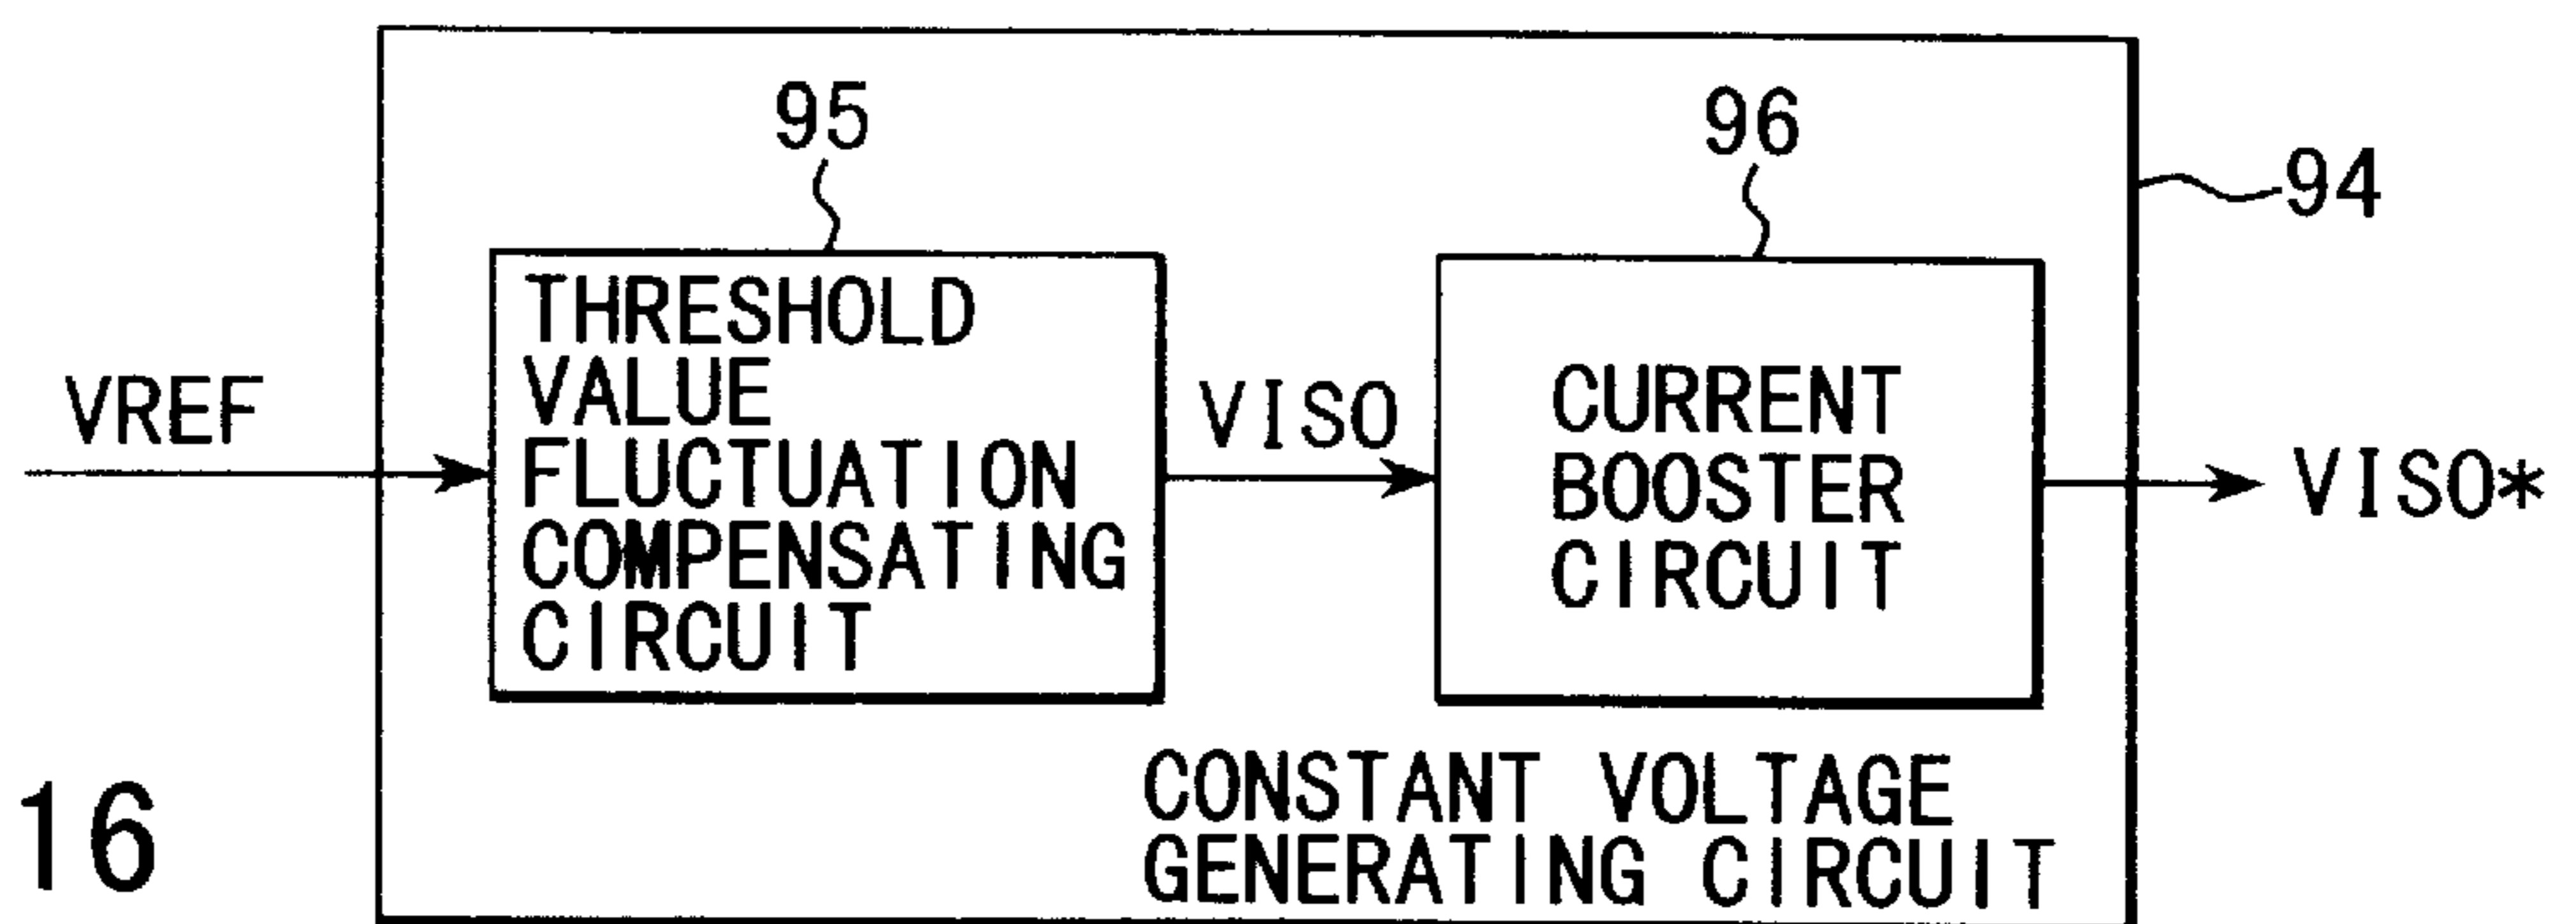 95
96
94
THRESHOLD
VALUE
FLUCTUATION
COMPENSATING
CIRCUIT
VREF
VISO
CURRENT
BOOSTER
CIRCUIT
VISO*
CONSTANT VOLTAGE
GENERATING CIRCUIT
16